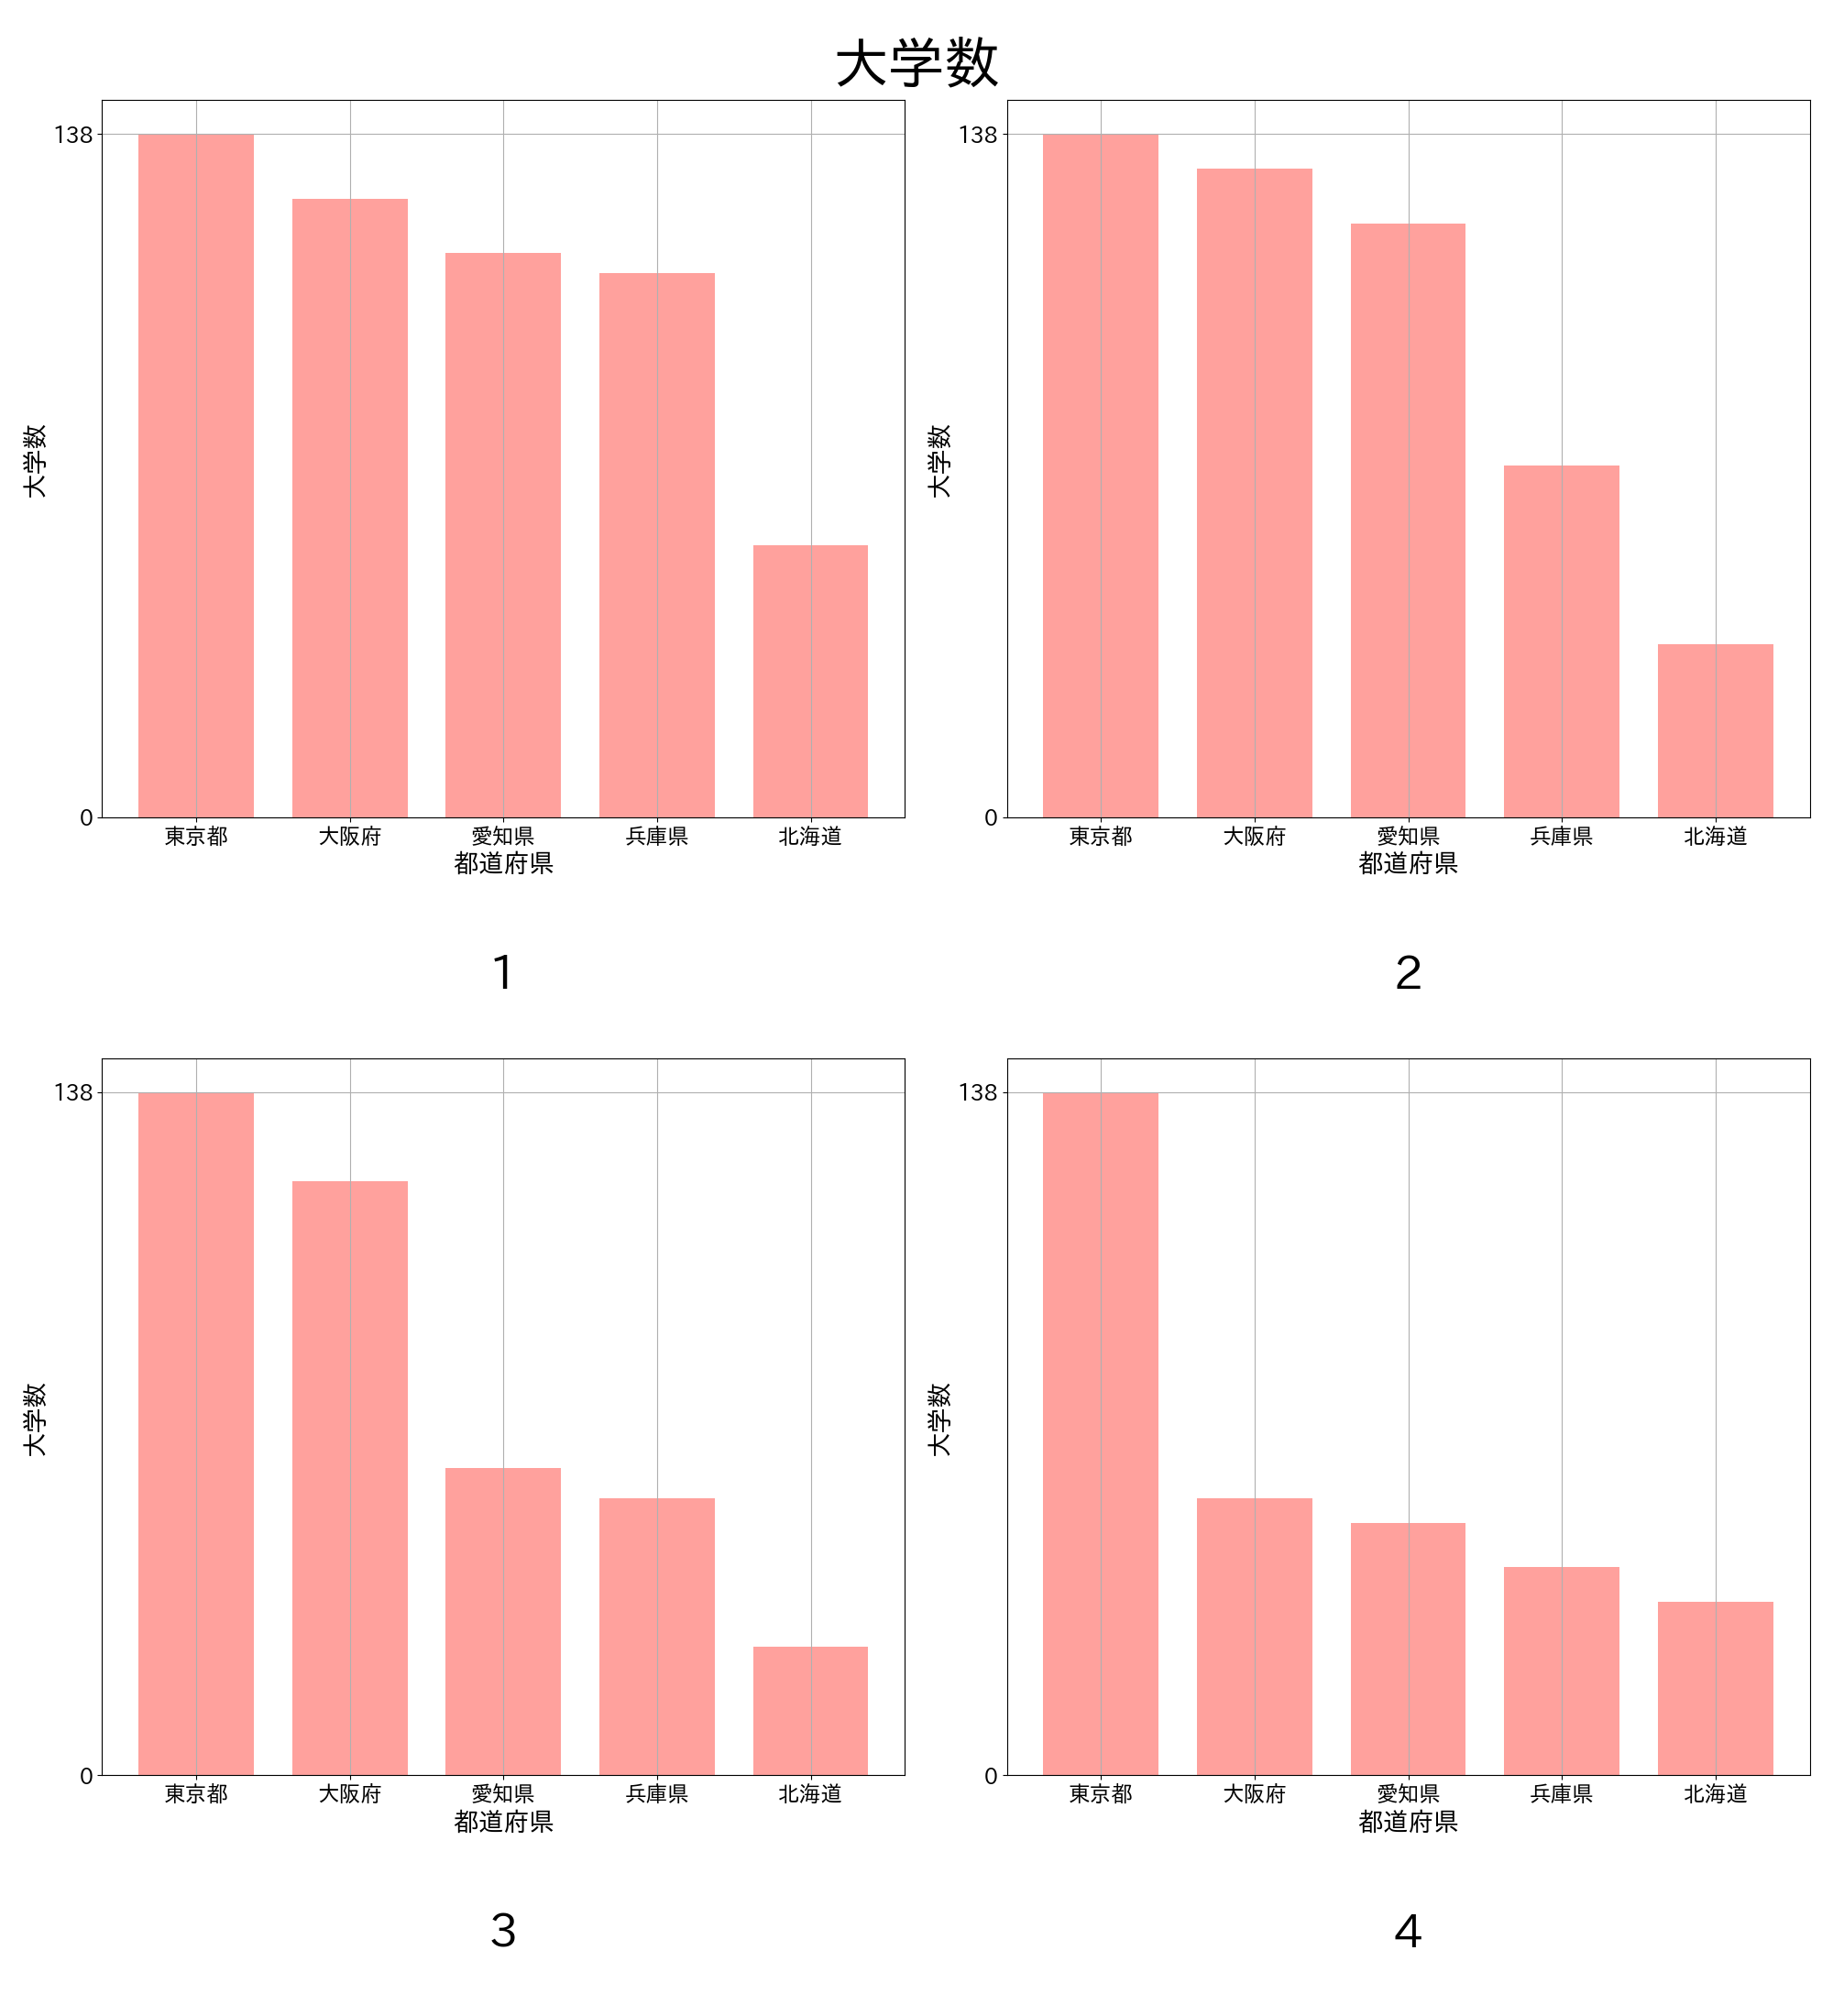 大学数
138
0
大学数
東京都 大阪府 愛知県 兵庫県 北海道
都道府県
1
138
0
大学数
東京都 大阪府 愛知県 兵庫県 北海道
都道府県
2
138
0
大学数
東京都 大阪府 愛知県 兵庫県 北海道
都道府県
3
138
0
大学数
東京都 大阪府 愛知県 兵庫県 北海道
都道府県
4